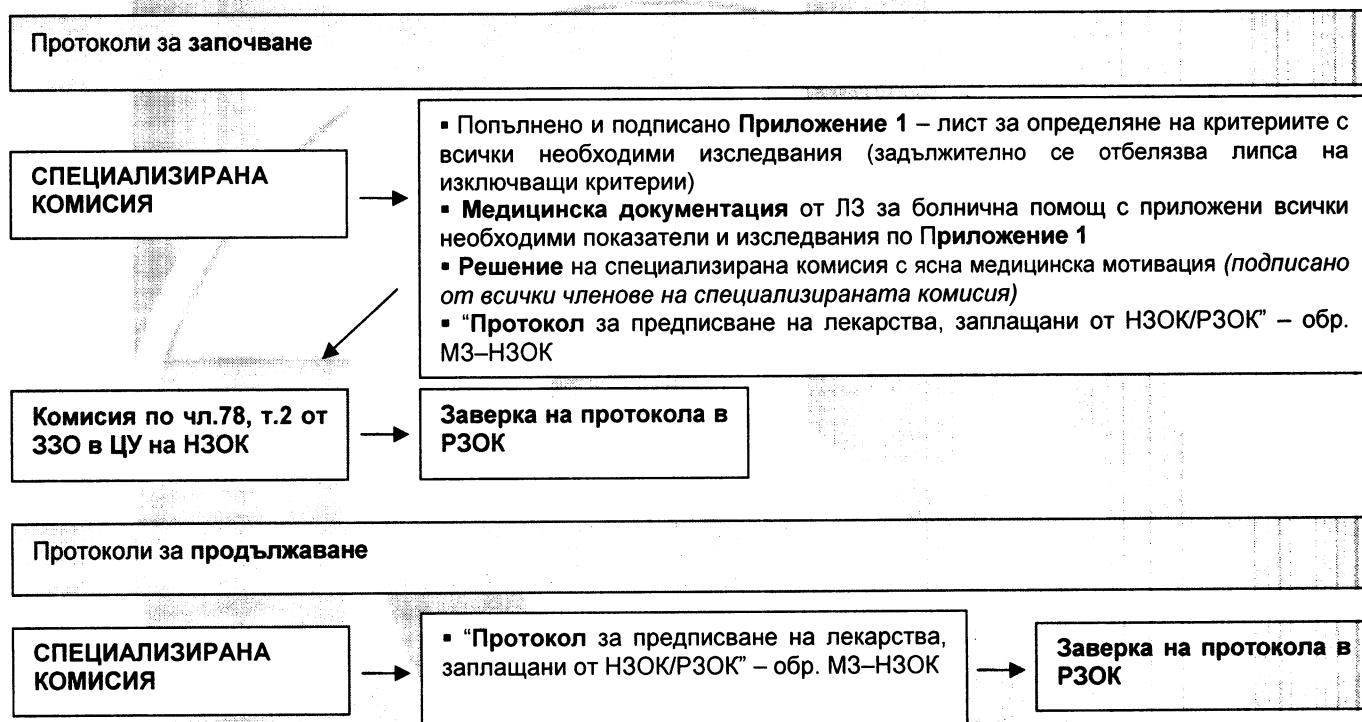 Протоколи за започване
СПЕЦИАЛИЗИРАНА
КОМИСИЯ
▪ Попълнено и подписано Приложение 1 – лист за определяне на критериите с
всички необходими изследвания (задължително се отбелязва липса на
изключващи критерии)
▪ Медицинска документация от ЛЗ за болнична помощ с приложени всички
необходими показатели и изследвания по Приложение 1
▪ Решение на специализирана комисия с ясна медицинска мотивация (подписано
от всички членове на специализираната комисия)
▪ “Протокол за предписване на лекарства, заплащани от НЗОК/РЗОК” – обр.
МЗ–НЗОК
Комисия по чл.78, т.2 от
ЗЗО в ЦУ на НЗОК
Заверка на протокола в
РЗОК
Протоколи за продължаване
СПЕЦИАЛИЗИРАНА
КОМИСИЯ
▪ “Протокол за предписване на лекарства,
заплащани от НЗОК/РЗОК” – обр. МЗ–НЗОК
Заверка на протокола в
РЗОК